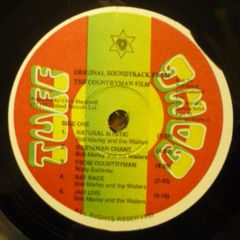 TUFF
GONG
ORIGINAL SOUNDTRACK FROM
THE COUNTRYMAN FILM
SIDE ONE
1. NATURAL MYSTIC
Bob Marley and the Wailers
2. RASTAMAN CHANT
Bob Marley and the Wailers
3. FROM COUNTRYMAN
Wally Badarou
4. RAT RACE
Bob Marley and the Wailers
5. JAH LIVE
Bob Marley and the Wailers
ALL RIGHTS RESERVED